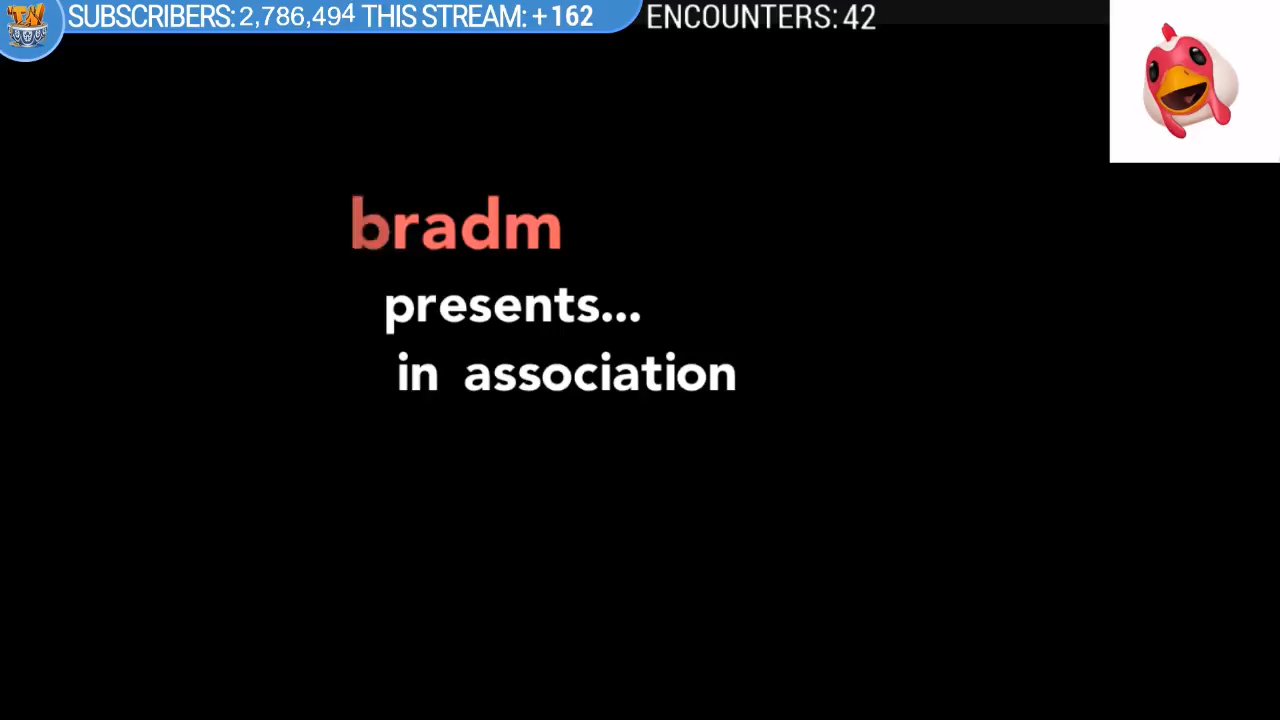 SUBSCRIBERS: 2,786,494 THIS STREAM: +162 ENCOUNTERS: 42
bradm
presents...
in association